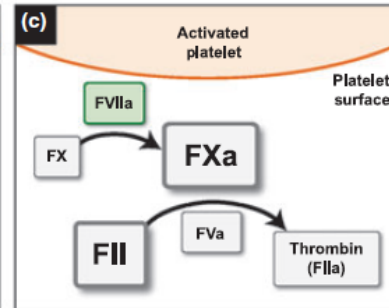 (c)
Activated
platelet
Platelet
surface
FVIIa
FX
FXa
FII
FVa
Thrombin
(FIIa)